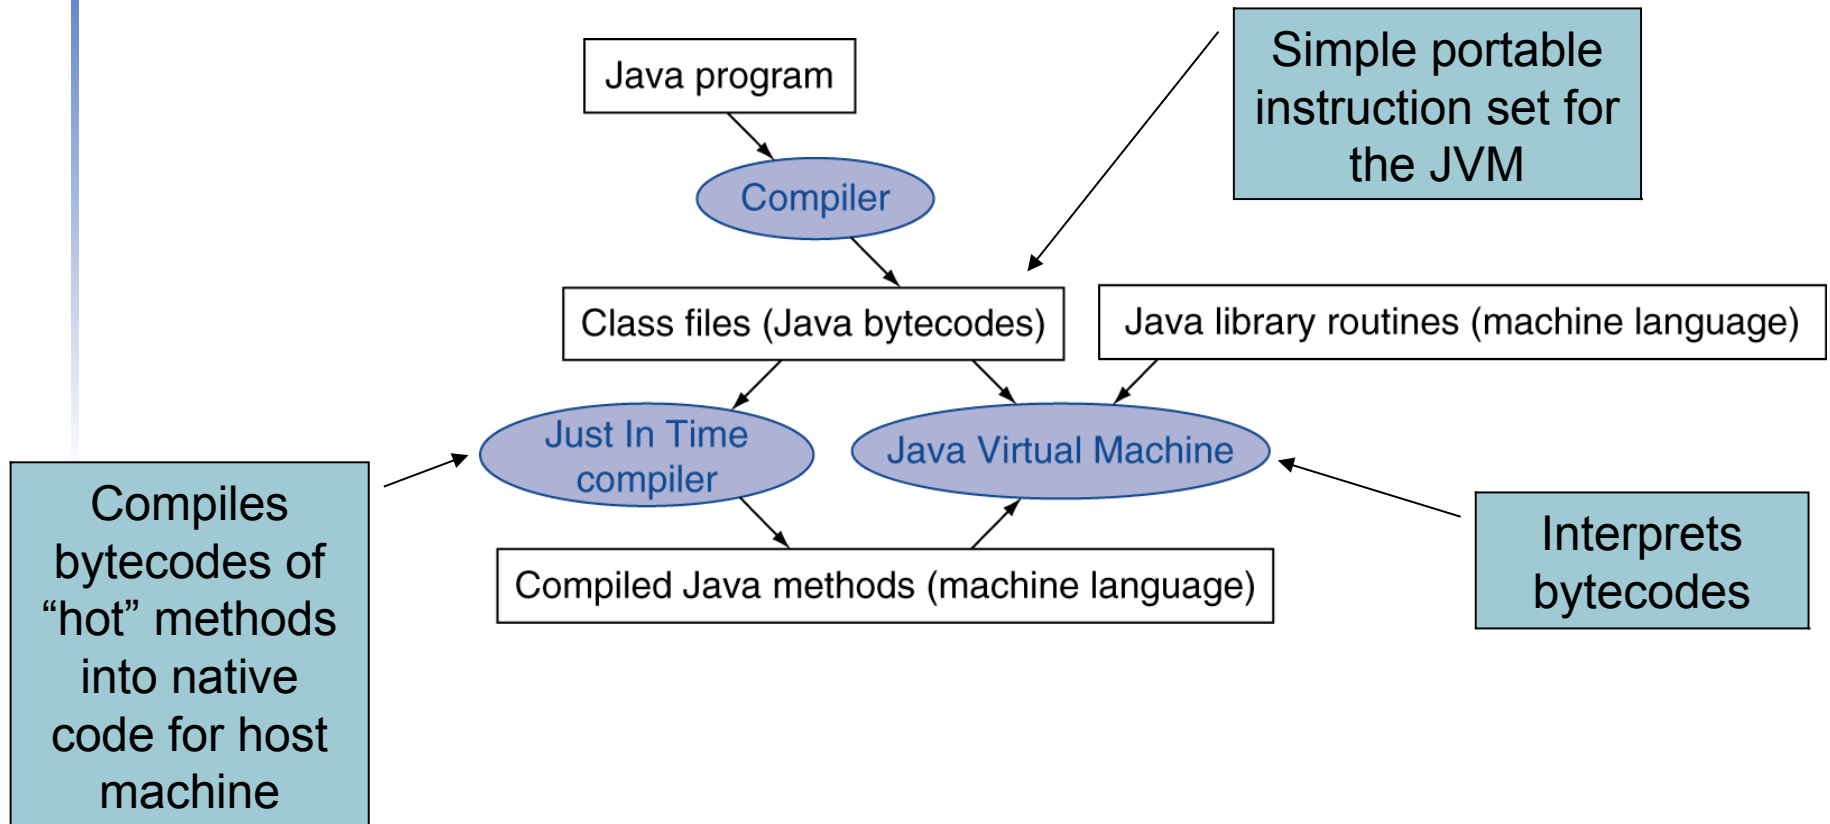 Java program
Simple portable
instruction set for
the JVM
Compiler
Class files (Java bytecodes)
Java library routines (machine language)
Just In Time
compiler
Java Virtual Machine
Compiles
bytecodes of
“hot” methods
into native
code for host
machine
Compiled Java methods (machine language)
Interprets
bytecodes